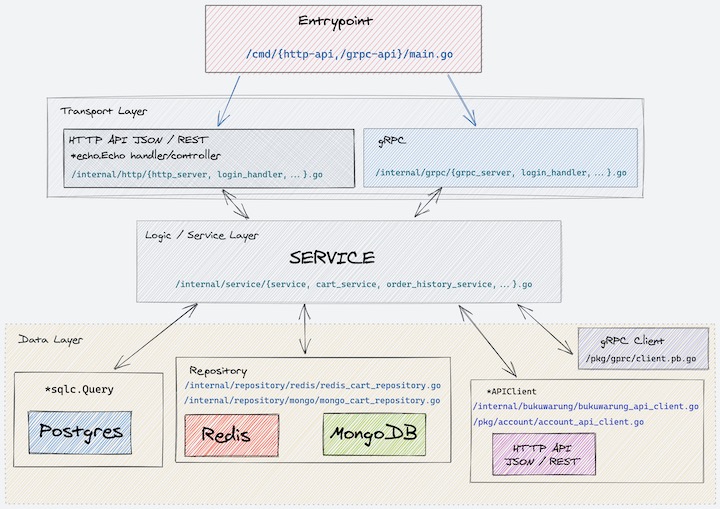 Entrypoint
/cmd/{http-api,/grpc-api}/main.go
Transport Layer
HTTP API JSON / REST
*echo.Echo handler/controller
/internal/http/{http_server, login_handler, ...}.go
gRPC
/internal/grpc/{grpc_server, login_handler, ...}.go
Logic / Service Layer
SERVICE
/internal/service/{service, cart_service, order_history_service, ...}.go
Data Layer
gRPC Client
/pkg/gprc/client.pb.go
*sqlc.Query
Postgres
Repository
/internal/repository/redis/redis_cart_repository.go
/internal/repository/mongo/mongo_cart_repository.go
Redis
MongoDB
*APIClient
/internal/bukuwarung/bukuwarung_api_client.go
/pkg/account/account_api_client.go
HTTP API
JSON / REST